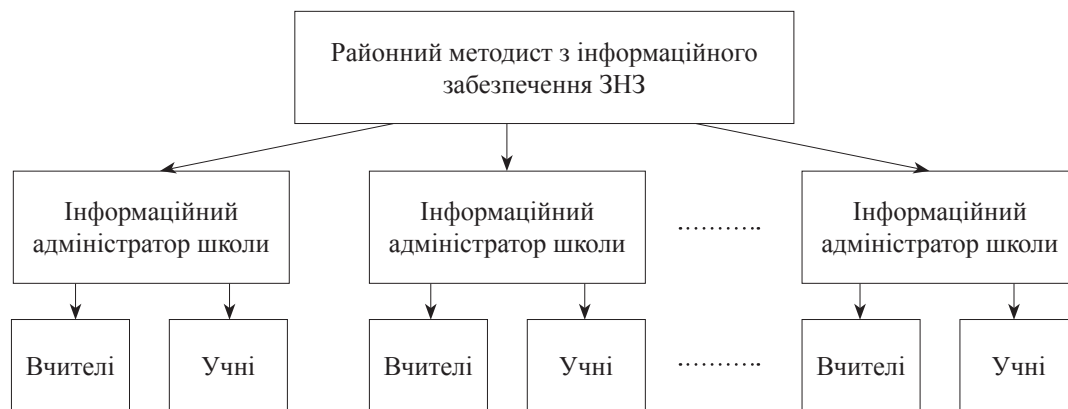 Районний методист з інформаційного
забезпечення ЗНЗ
Інформаційний
адміністратор школи
Інформаційний
адміністратор школи
...........
Інформаційний
адміністратор школи
Вчителі
Учні
Вчителі
Учні
...........
Вчителі
Учні